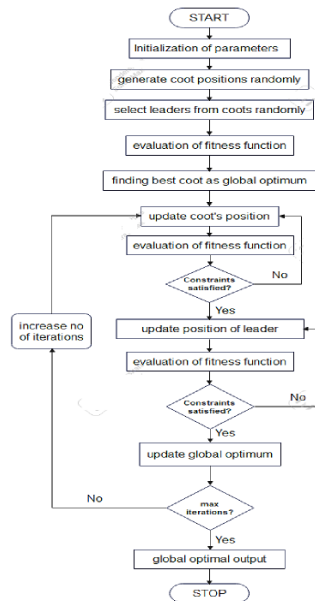 START
Initialization of parameters
generate coot positions randomly
select leaders from coots randomly
evaluation of fitness function
finding best coot as global optimum
update coot's position
evaluation of fitness function
Constraints
satisfied?
No
Yes
increase no
of iterations
update position of leader
evaluation of fitness function
Constraints
satisfied?
No
Yes
update global optimum
No
max
iterations?
Yes
global optimal output
STOP